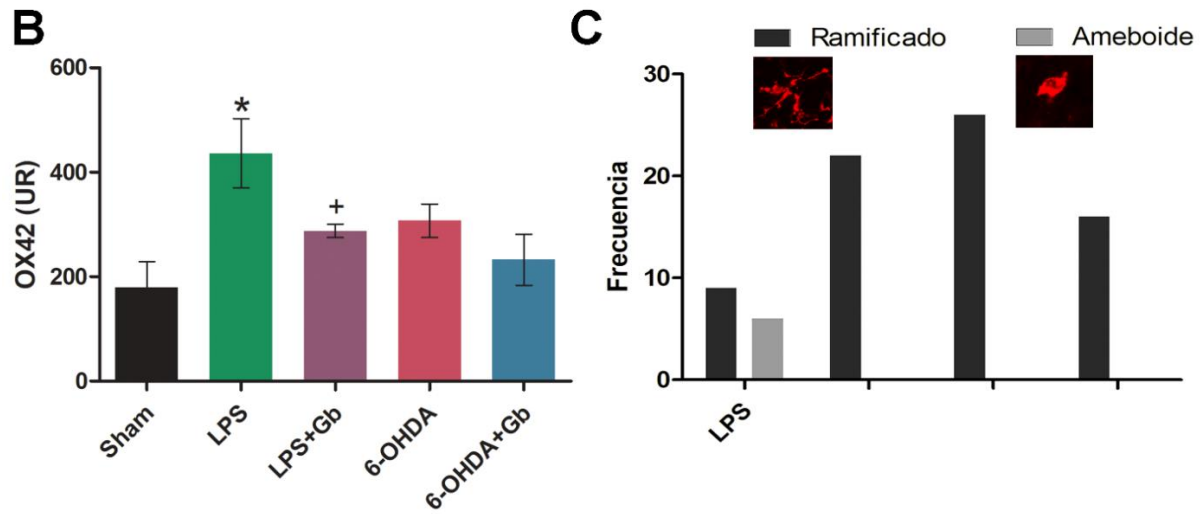 B
600
400
200
0
OX42 (UR)
*
+
Sham
LPS
LPS+Gb
6-OHDA
6-OHDA+Gb
C
Ramificado
Ameboide
30
20
10
0
Frecuencia
LPS